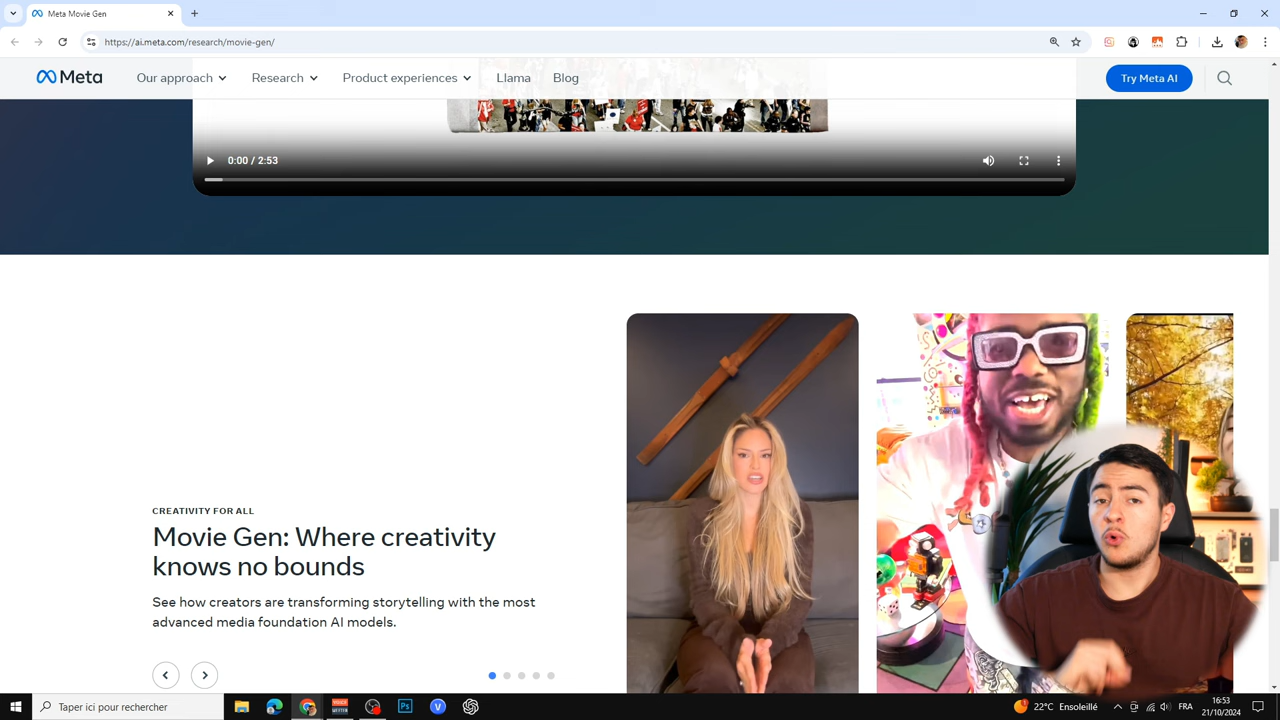 Meta Movie Gen
https://ai.meta.com/research/movie-gen/
Meta
Our approach
Research
Product experiences
Llama
Blog
Try Meta AI
0:00 / 2:53
CREATIVITY FOR ALL
Movie Gen: Where creativity
knows no bounds
See how creators are transforming storytelling with the most
advanced media foundation AI models.
Taper ici pour rechercher
Ps
22°C Ensoleillé
FRA
16:53
21/10/2024